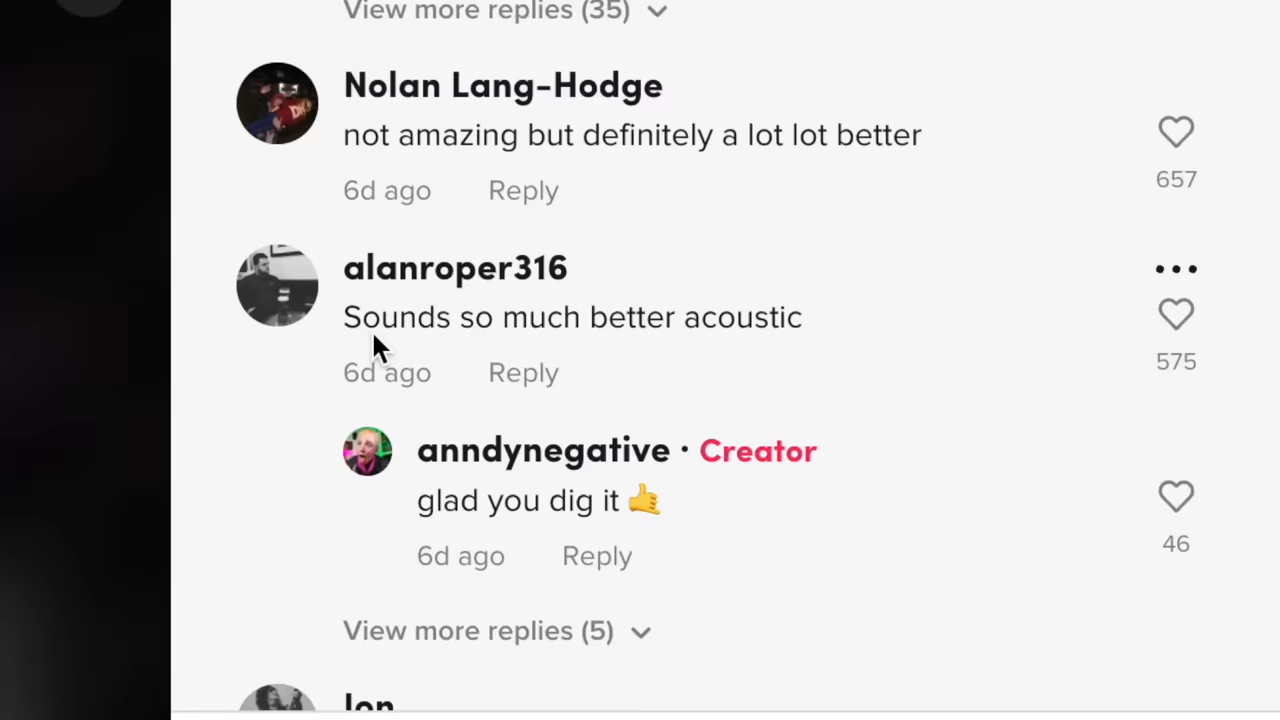 View more replies (35)
Nolan Lang-Hodge
not amazing but definitely a lot lot better
657
6d ago Reply
alanroper316
Sounds so much better acoustic
575
6d ago Reply
anndynegative · Creator
glad you dig it 🤙
46
6d ago Reply
View more replies (5)